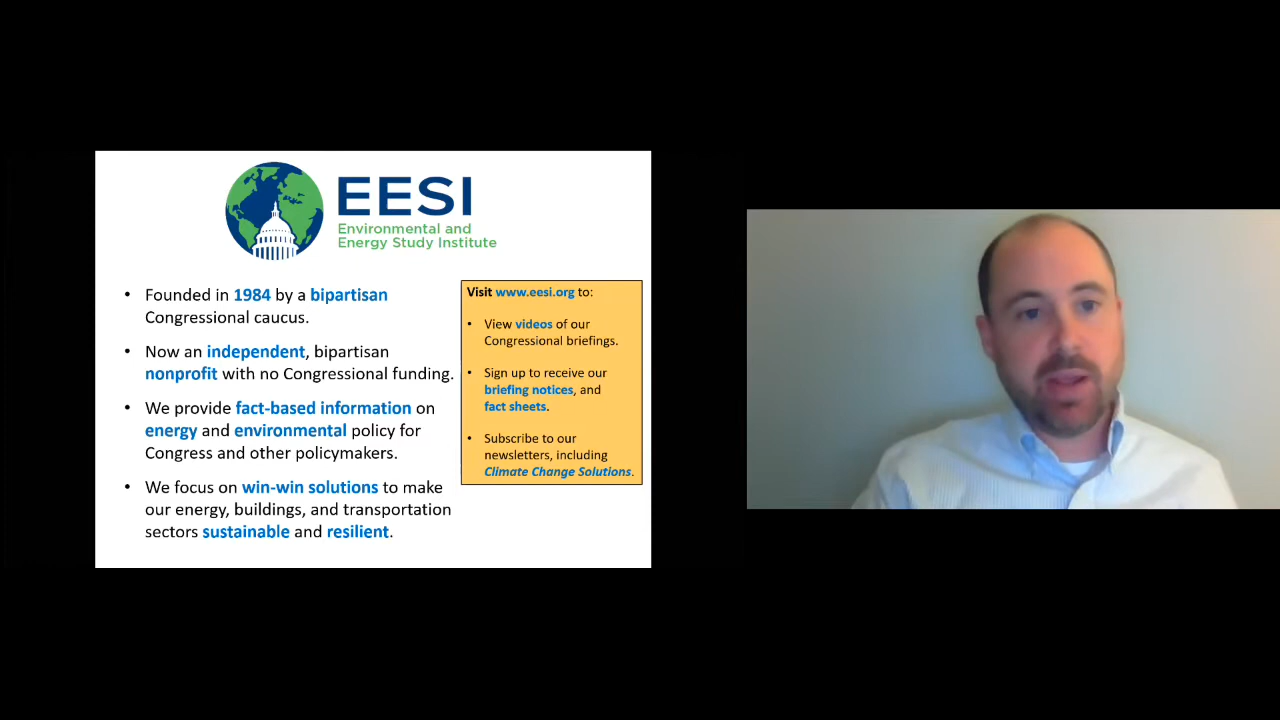 EESI
Environmental and
Energy Study Institute
• Founded in 1984 by a bipartisan
Congressional caucus.
• Now an independent, bipartisan
nonprofit with no Congressional funding.
• We provide fact-based information on
energy and environmental policy for
Congress and other policymakers.
• We focus on win-win solutions to make
our energy, buildings, and transportation
sectors sustainable and resilient.
Visit www.eesi.org to:
• View videos of our
Congressional briefings.
• Sign up to receive our
briefing notices, and
fact sheets.
• Subscribe to our
newsletters, including
Climate Change Solutions.